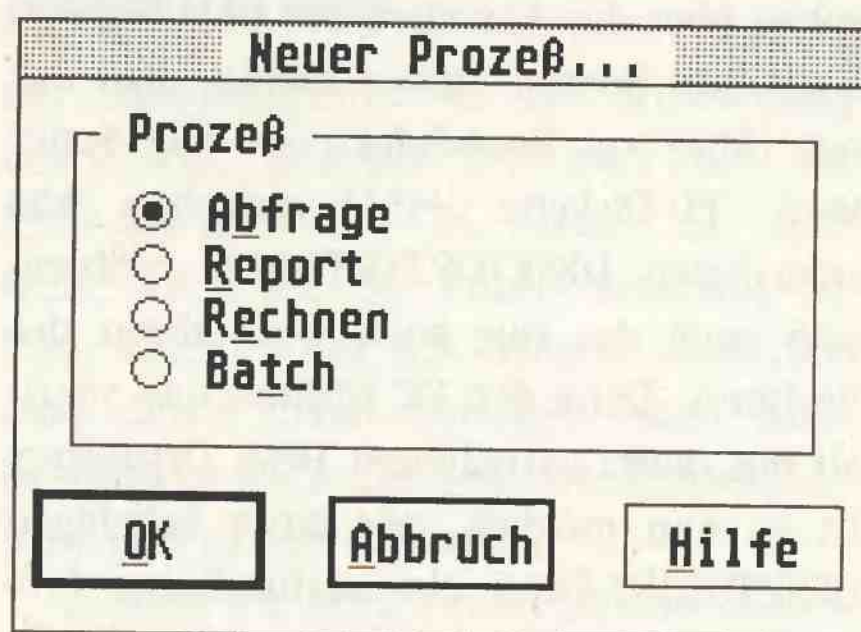 Neuer Prozeß...
Prozeß
Abfrage
Report
Rechnen
Batch
OK
Abbruch
Hilfe